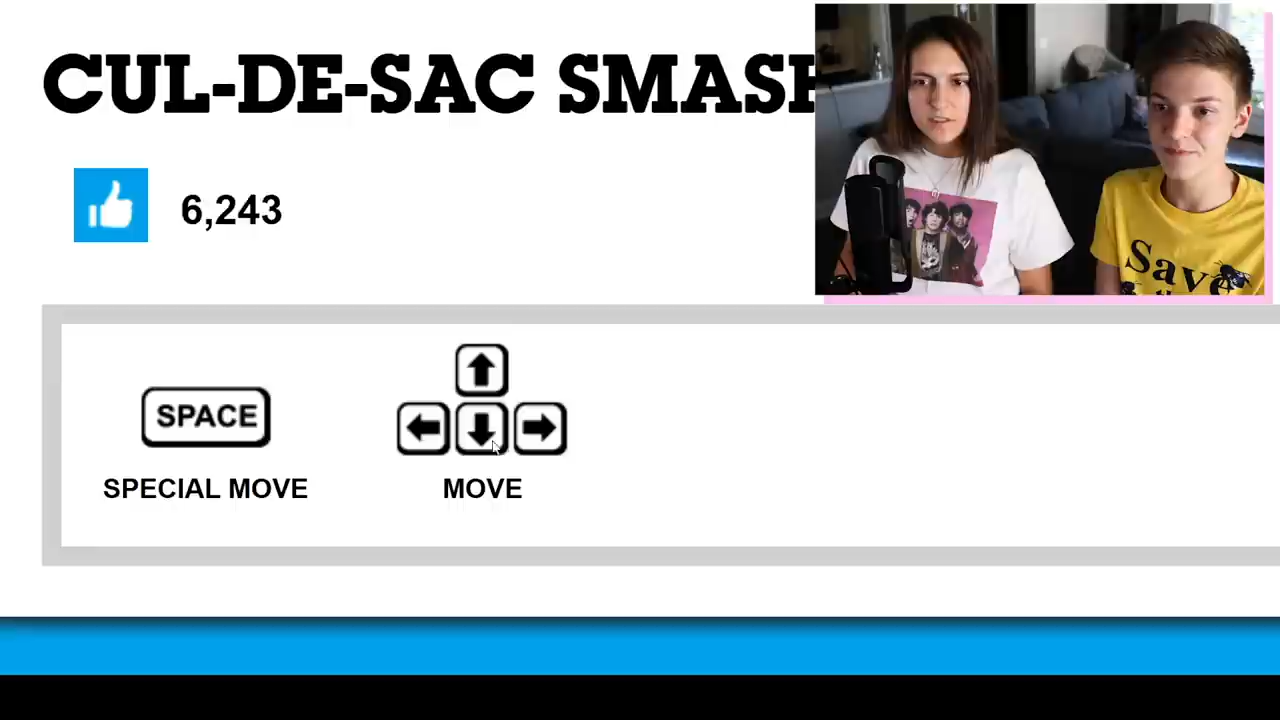 CUL-DE-SAC SMASH
6,243
SPACE
SPECIAL MOVE
MOVE
Save